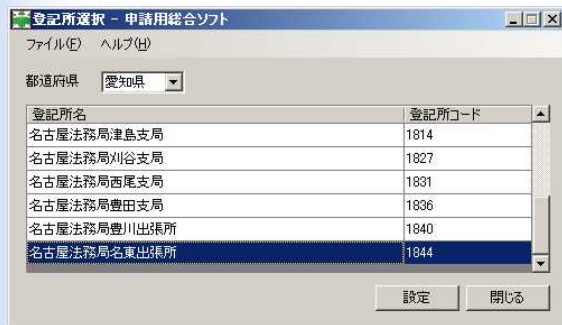 登記所選択 - 申請用総合ソフト
ファイル(F) ヘルプ(H)
都道府県 愛知県
登記所名 登記所コード
名古屋法務局津島支局 1814
名古屋法務局刈谷支局 1827
名古屋法務局西尾支局 1831
名古屋法務局豊田支局 1836
名古屋法務局豊川出張所 1840
名古屋法務局名東出張所 1844
設定 閉じる